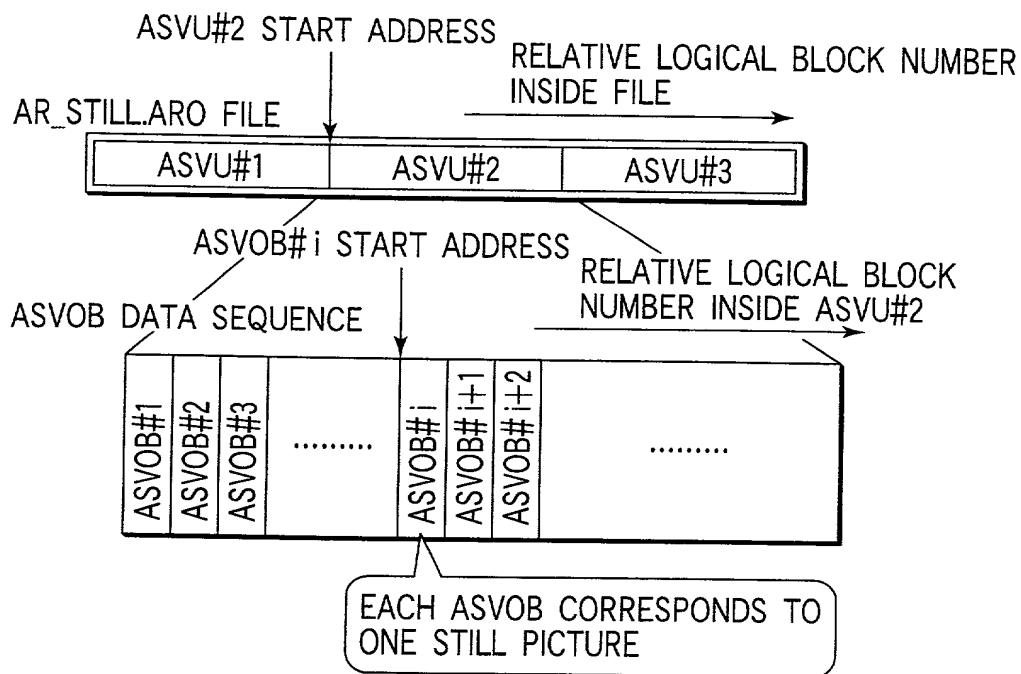 ASVU#2 START ADDRESS
RELATIVE LOGICAL BLOCK NUMBER
INSIDE FILE
AR_STILL.ARO FILE
ASVU#1
ASVU#2
ASVU#3
ASVOB#i START ADDRESS
RELATIVE LOGICAL BLOCK
NUMBER INSIDE ASVU#2
ASVOB DATA SEQUENCE
ASVOB#1
ASVOB#2
ASVOB#3
.........
ASVOB#i
ASVOB#i+1
ASVOB#i+2
.........
EACH ASVOB CORRESPONDS TO
ONE STILL PICTURE